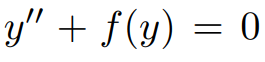 y'' + f(y) = 0